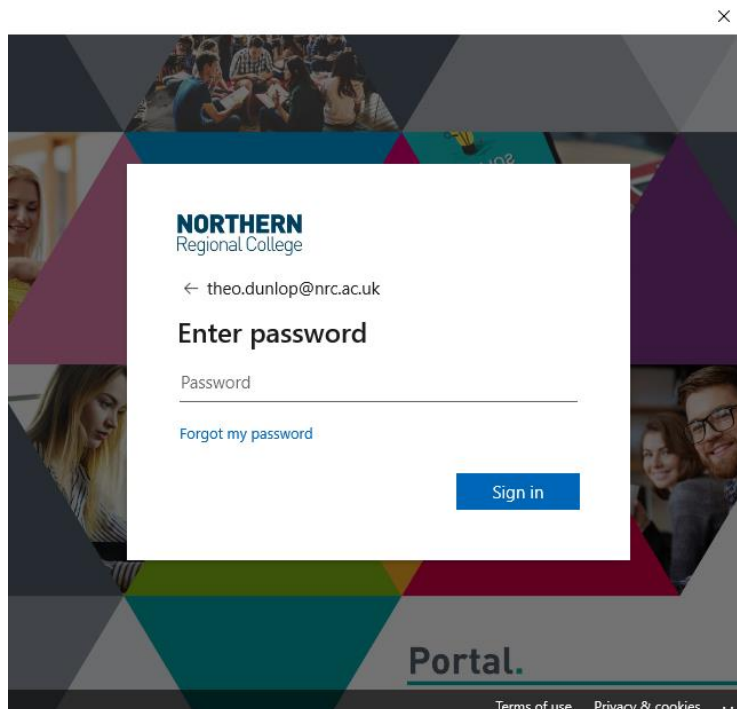 NORTHERN
Regional College
← theo.dunlop@nrc.ac.uk
Enter password
Password
Forgot my password
Sign in
Portal.
Terms of use Privacy & cookies